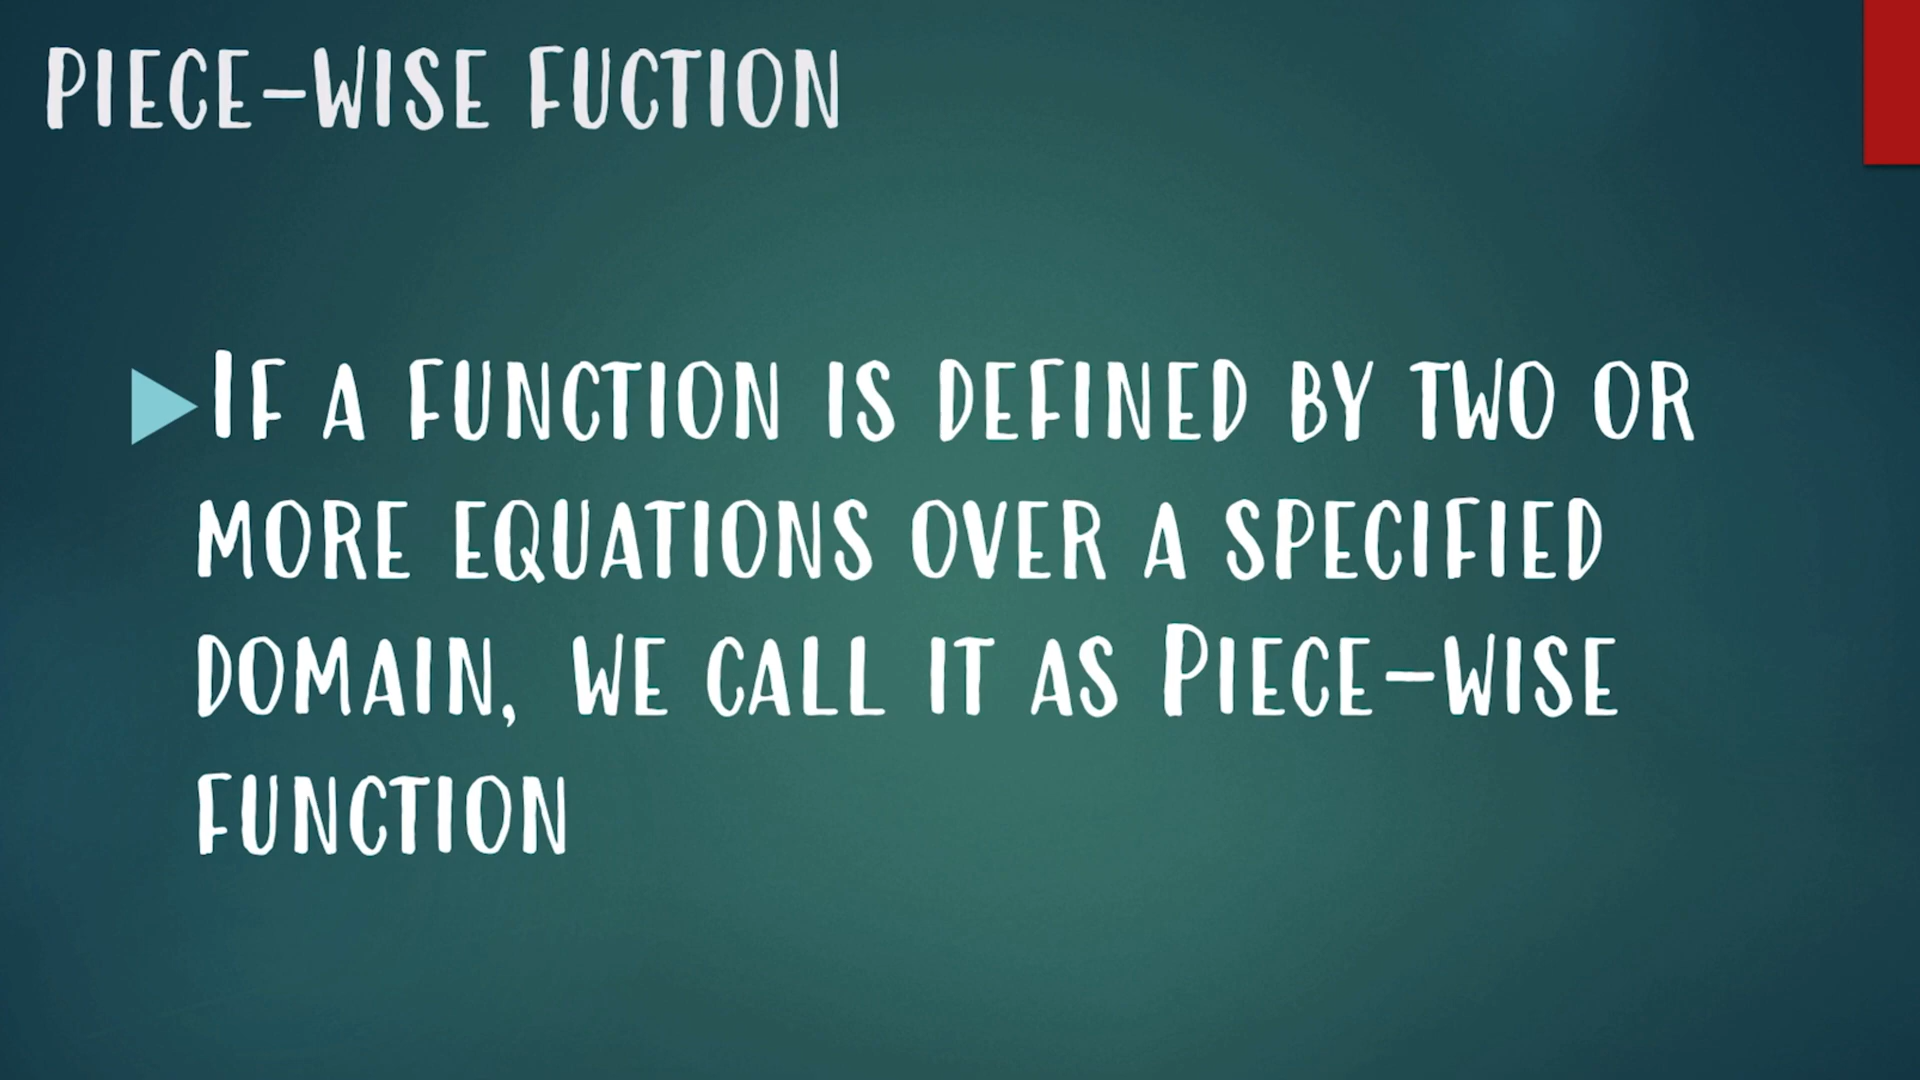 PIECE-WISE FUCTION
IF A FUNCTION IS DEFINED BY TWO OR
MORE EQUATIONS OVER A SPECIFIED
DOMAIN, WE CALL IT AS PIECE-WISE
FUNCTION